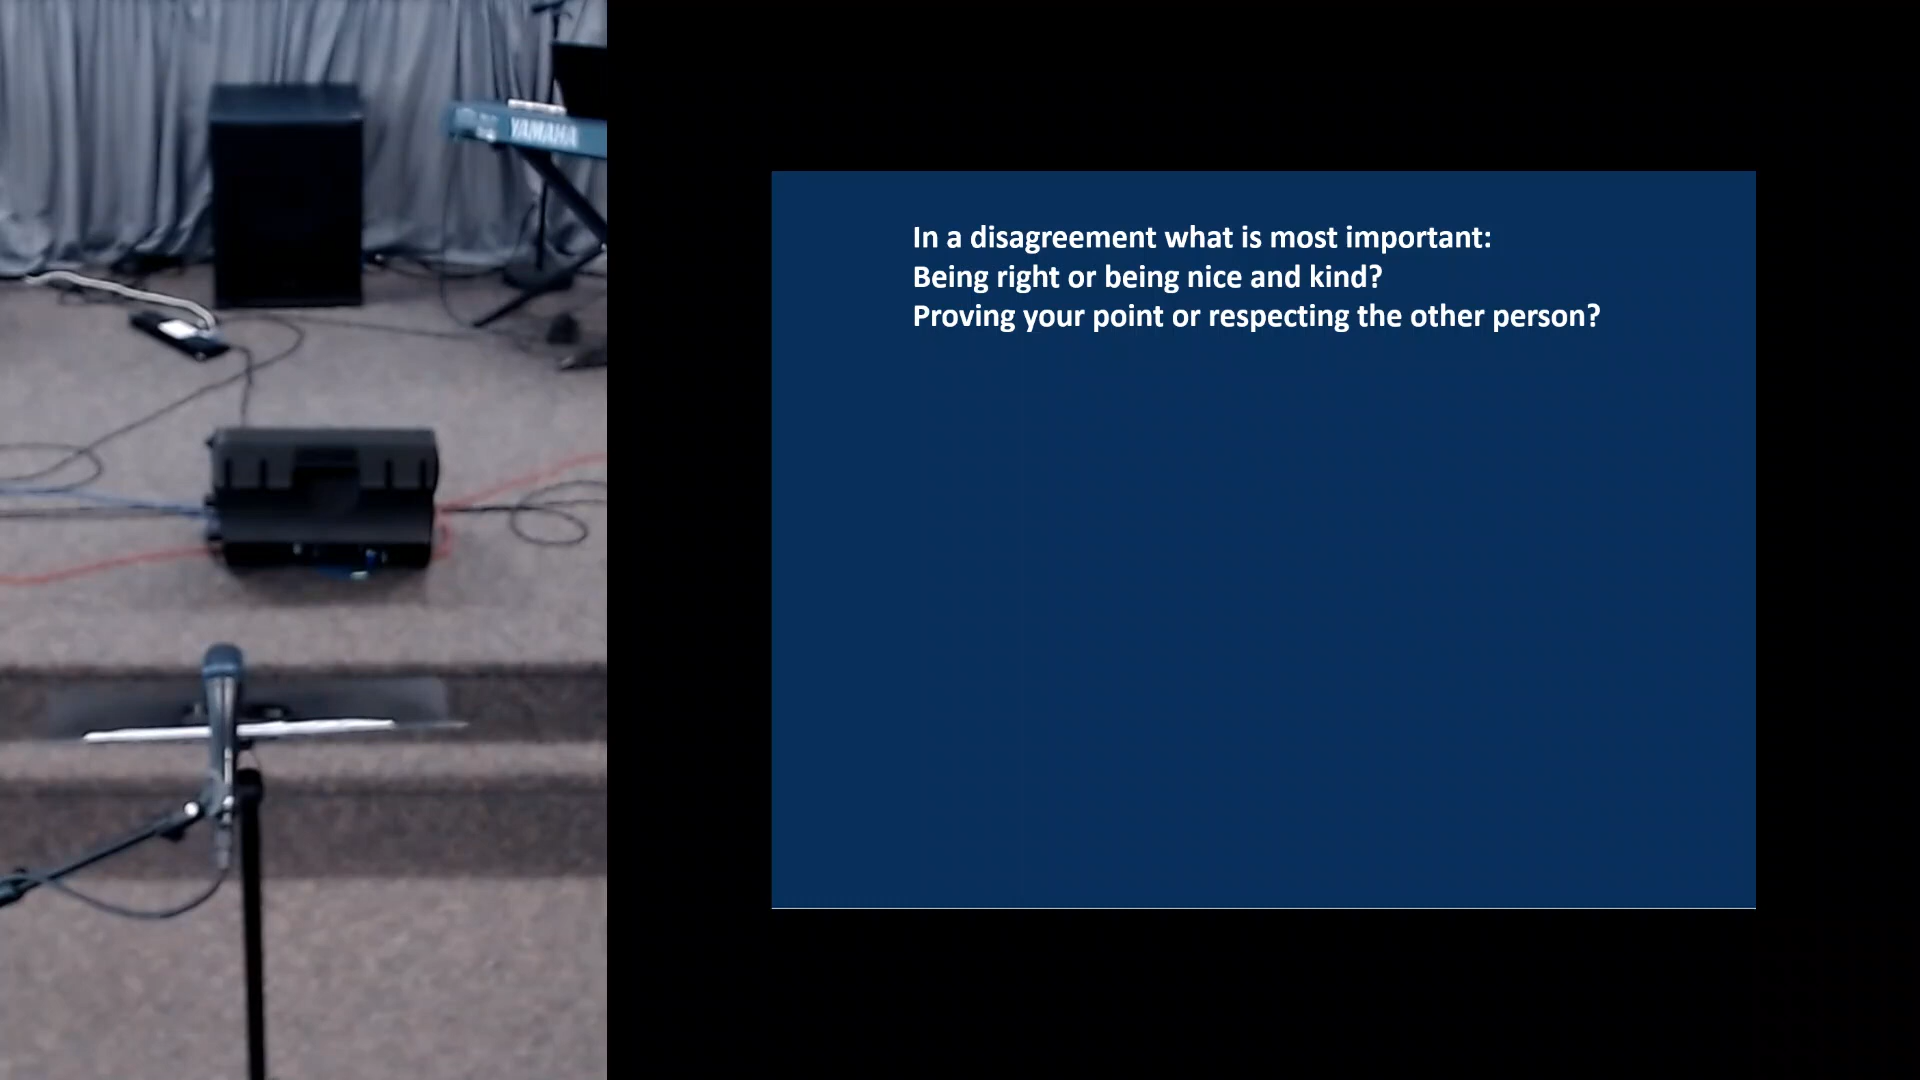 YAMAHA
In a disagreement what is most important:
Being right or being nice and kind?
Proving your point or respecting the other person?